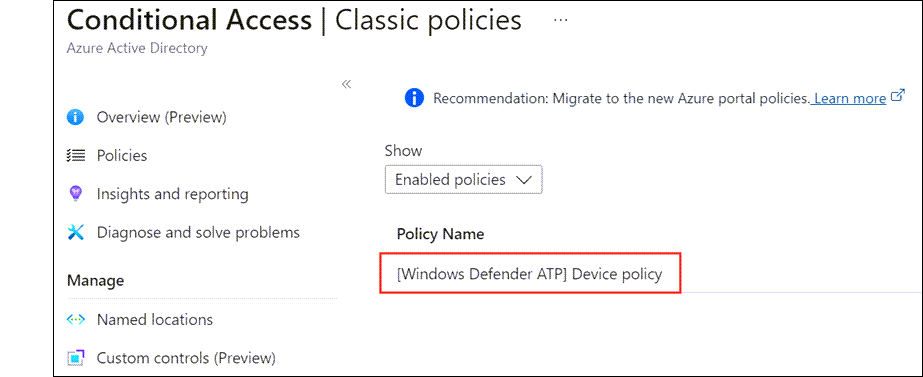 Conditional Access | Classic policies ...
Azure Active Directory
«
Recommendation: Migrate to the new Azure portal policies. Learn more
Overview (Preview)
Policies
Insights and reporting
Diagnose and solve problems
Manage
Named locations
Custom controls (Preview)
Show
Enabled policies
Policy Name
[Windows Defender ATP] Device policy